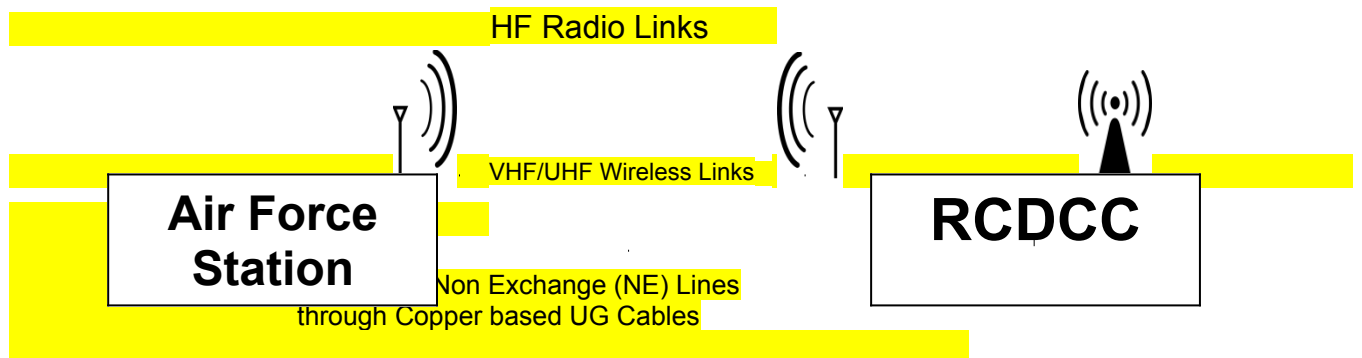 HF Radio Links
VHF/UHF Wireless Links
Air Force
Station
RCDCC
Non Exchange (NE) Lines
through Copper based UG Cables